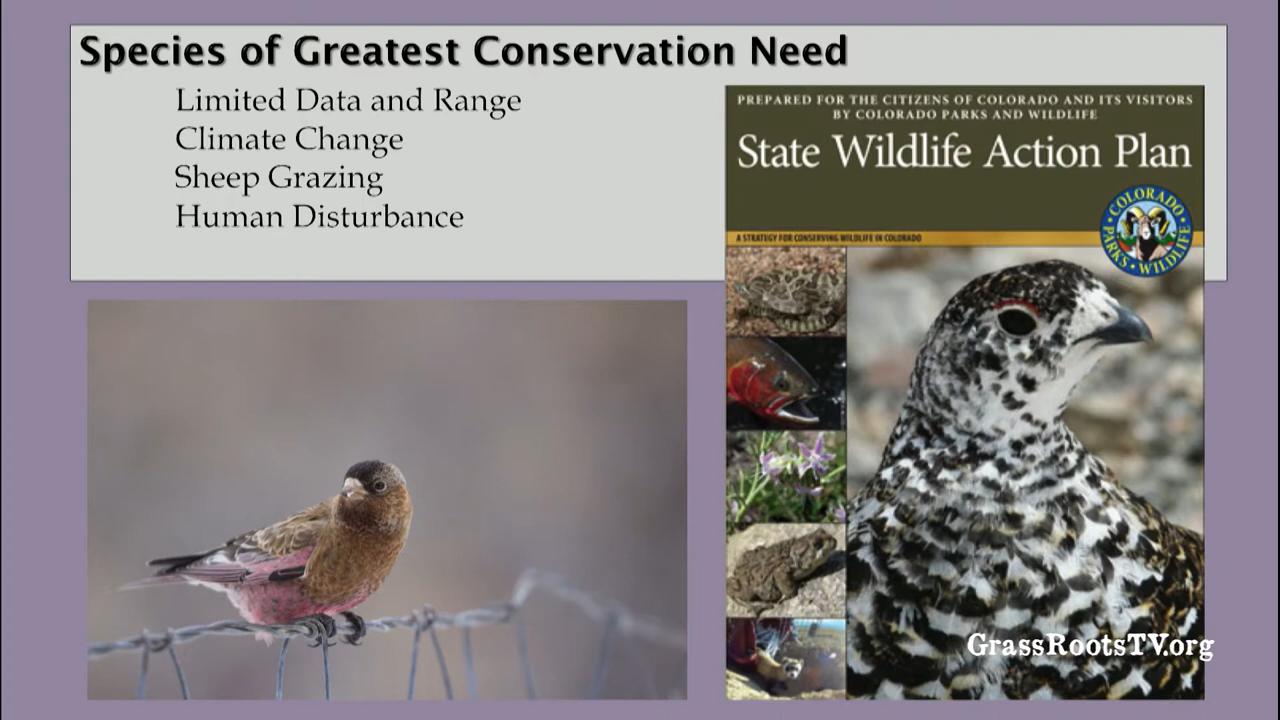 Species of Greatest Conservation Need
Limited Data and Range
Climate Change
Sheep Grazing
Human Disturbance
PREPARED FOR THE CITIZENS OF COLORADO AND ITS VISITORS
BY COLORADO PARKS AND WILDLIFE
State Wildlife Action Plan
COLORADO
PARKS • WILDLIFE
A STRATEGY FOR CONSERVING WILDLIFE IN COLORADO
GrassRootsTV.org